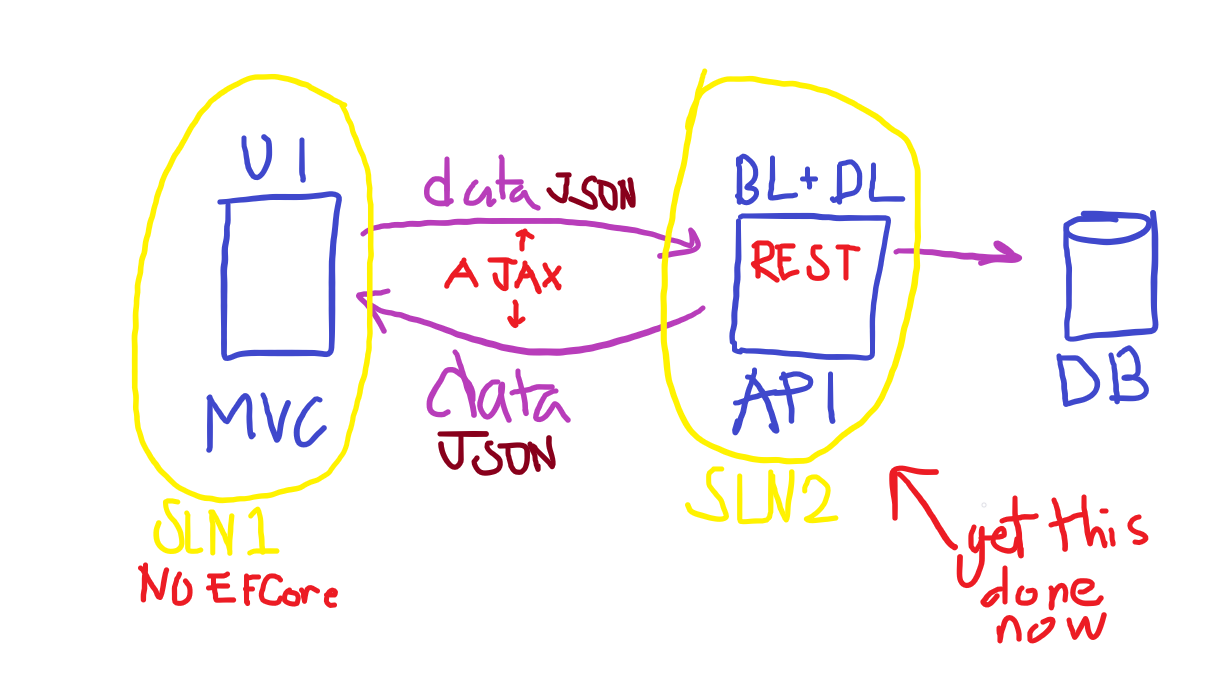 UI
MVC
SLN1
NO EFCore
data JSON
AJAX
data
JSON
BL+DL
REST
API
SLN2
DB
yet this
done
now